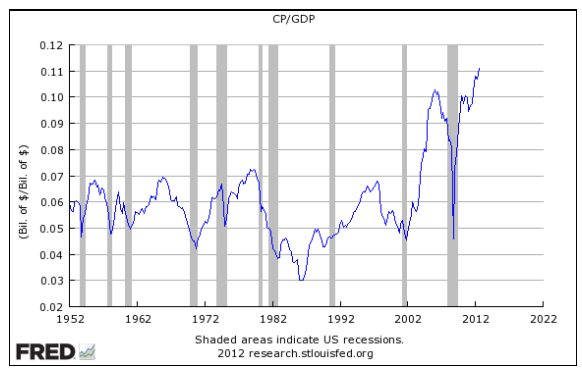 CP/GDP
0.12
0.11
0.10
0.09
0.08
0.07
0.06
0.05
0.04
0.03
0.02
(Bil. of $/Bil. of $)
1952 1962 1972 1982 1992 2002 2012 2022
Shaded areas indicate US recessions.
2012 research.stlouisfed.org
FRED